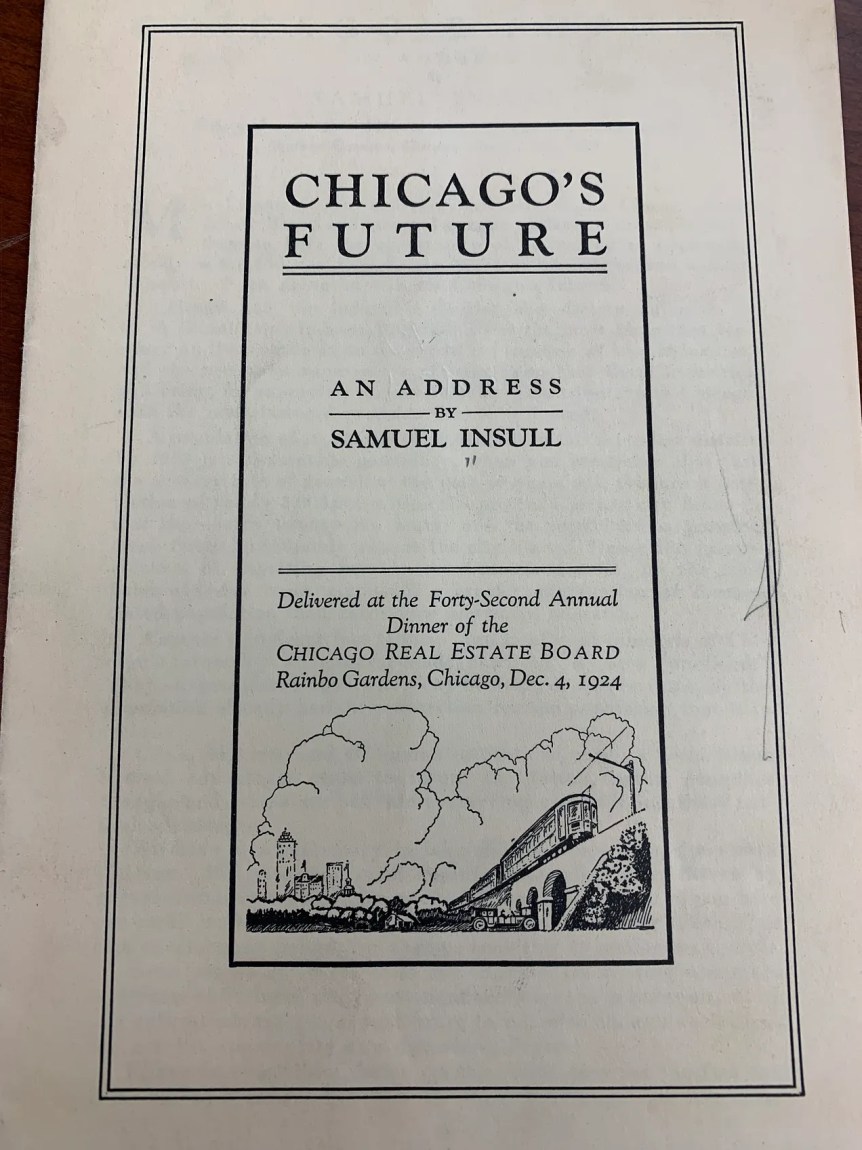 CHICAGO'S
FUTURE
AN ADDRESS
BY
SAMUEL INSULL
Delivered at the Forty-Second Annual
Dinner of the
CHICAGO REAL ESTATE BOARD
Rainbo Gardens, Chicago, Dec. 4, 1924